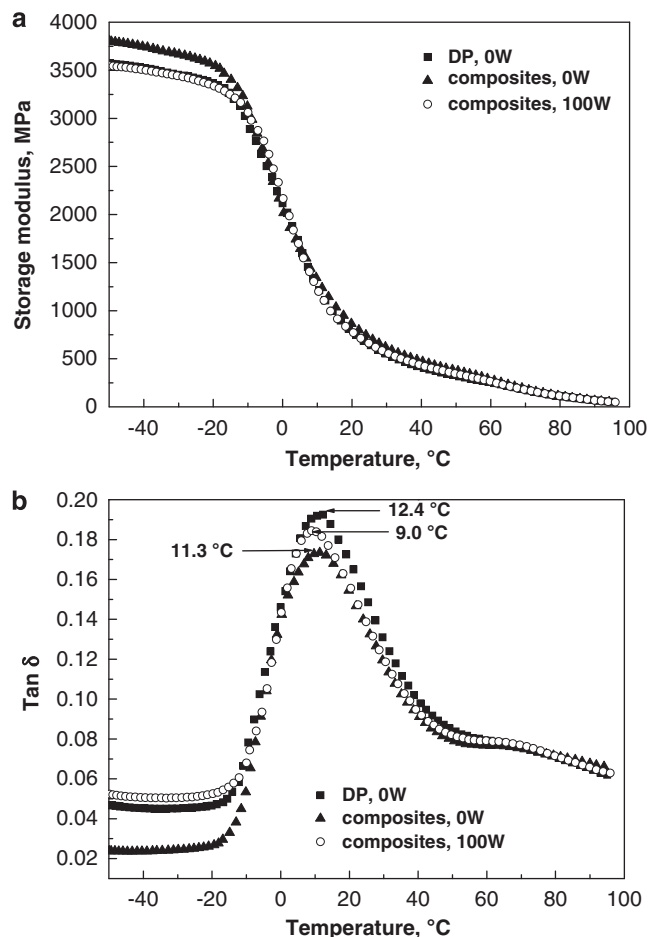 a
4000
3500
3000
2500
2000
1500
1000
500
0
Storage modulus, MPa
DP, 0W
composites, 0W
composites, 100W
-40 -20 0 20 40 60 80 100
Temperature, °C
b
0.20
0.18
0.16
0.14
0.12
0.10
0.08
0.06
0.04
0.02
Tan δ
12.4 °C
9.0 °C
11.3 °C
DP, 0W
composites, 0W
composites, 100W
-40 -20 0 20 40 60 80 100
Temperature, °C